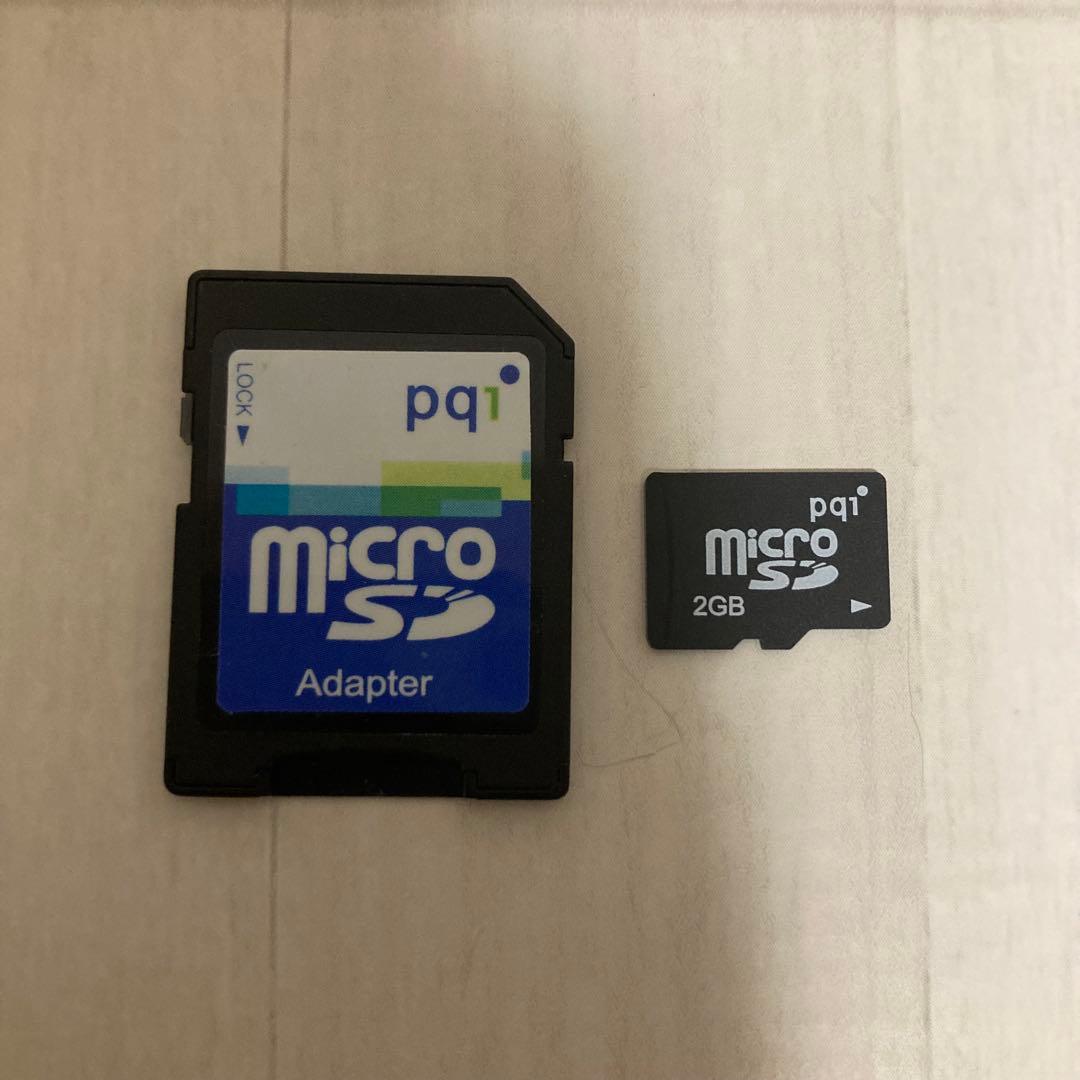 LOCK
pqi
micro
SD
Adapter
pqi
micro
SD
2GB